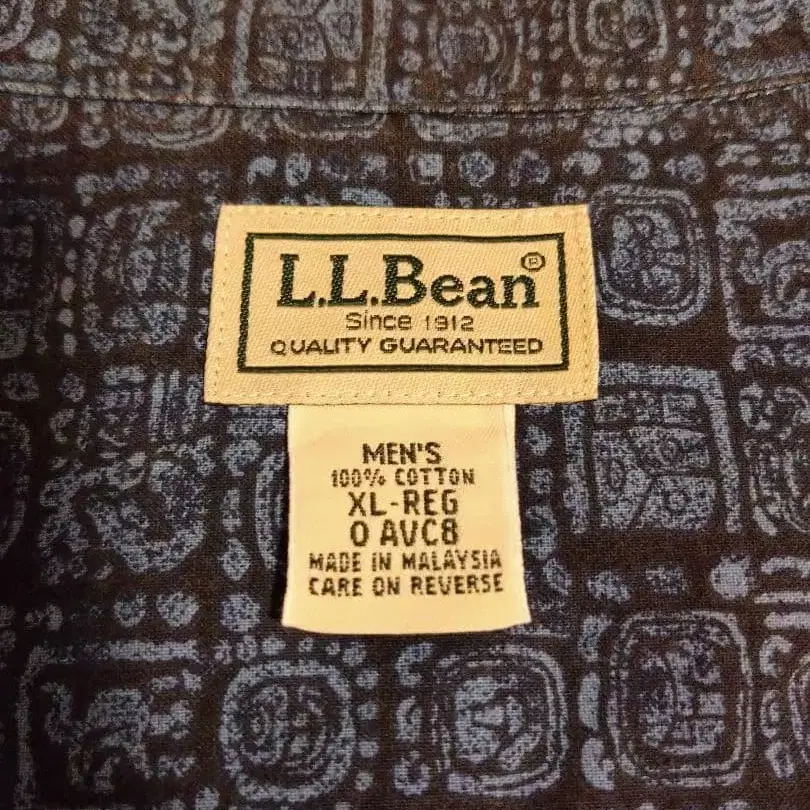 L.L.Bean®
Since 1912
QUALITY GUARANTEED
MEN'S
100% COTTON
XL-REG
0 AVC8
MADE IN MALAYSIA
CARE ON REVERSE